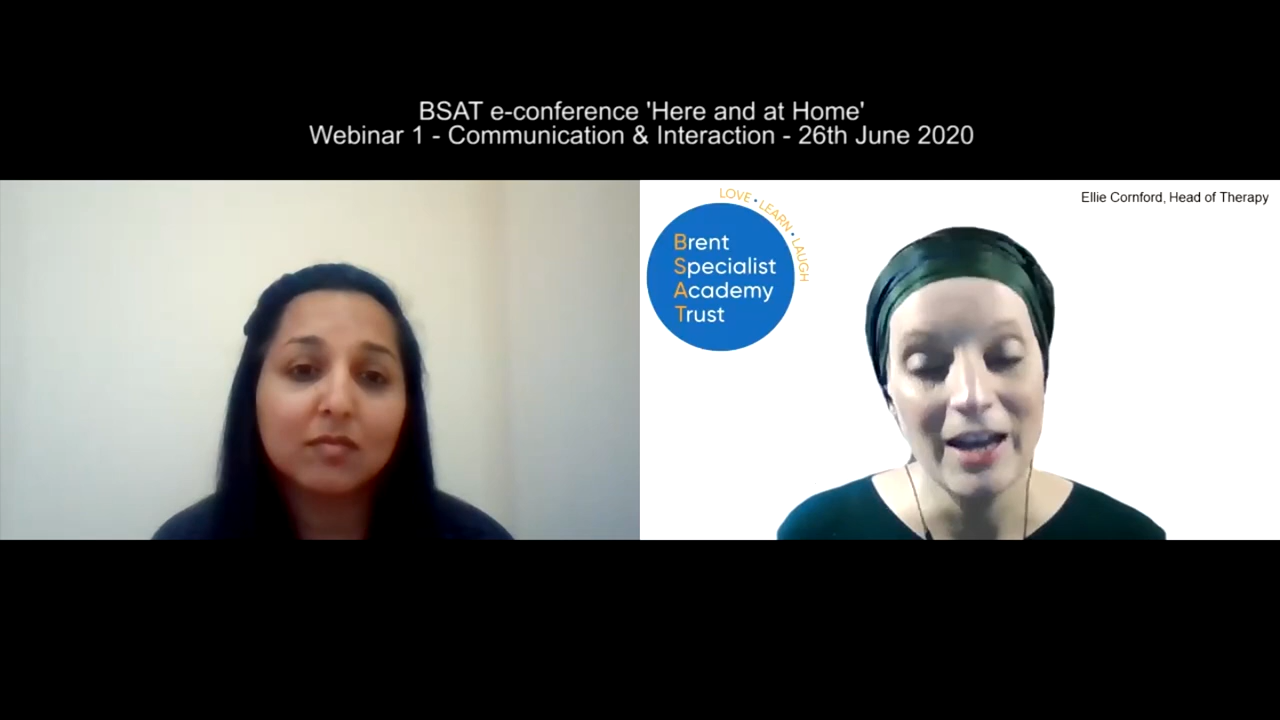 BSAT e-conference 'Here and at Home'
Webinar 1 - Communication & Interaction - 26th June 2020
LOVE • LEARN • LAUGH
Brent
Specialist
Academy
Trust
Ellie Cornford, Head of Therapy